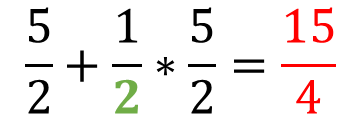 5/2 + 1/2 * 5/2 = 15/4